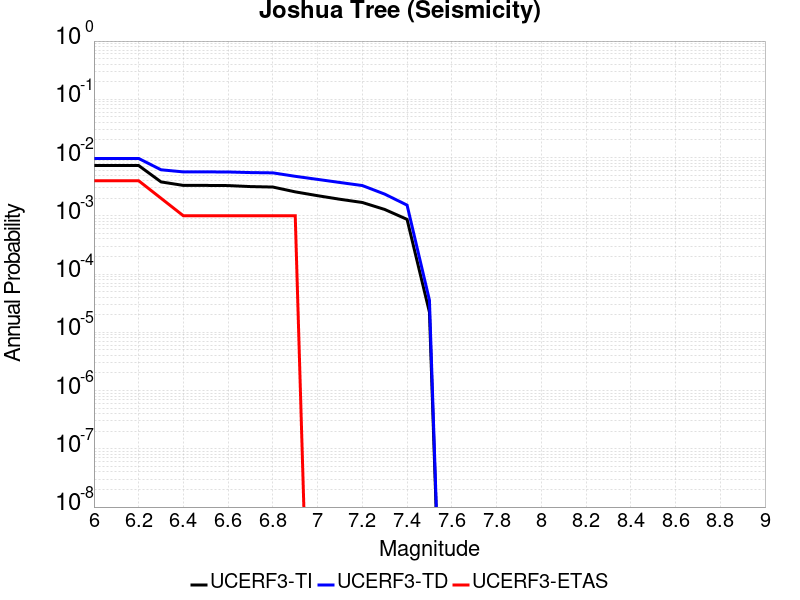 Joshua Tree (Seismicity)
10^0
10^-1
10^-2
10^-3
10^-4
10^-5
10^-6
10^-7
10^-8
Annual Probability
6 6.2 6.4 6.6 6.8 7 7.2 7.4 7.6 7.8 8 8.2 8.4 8.6 8.8 9
Magnitude
UCERF3-TI UCERF3-TD UCERF3-ETAS